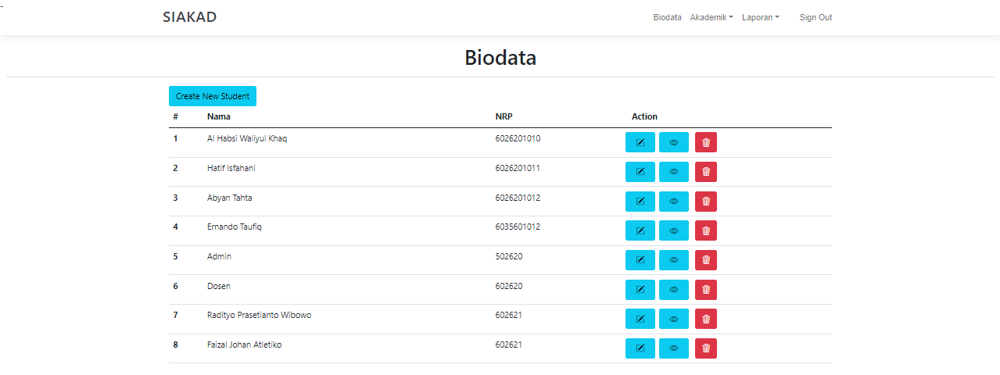 -
SIAKAD Biodata Akademik Laporan Sign Out
Biodata
Create New Student
# Nama NRP Action
1 Al Habsi Waliyul Khaq 6026201010
2 Hatif Isfahani 6026201011
3 Abyan Tahta 6026201012
4 Ernando Taufiq 6035601012
5 Admin 502620
6 Dosen 602620
7 Radityo Prasetianto Wibowo 602621
8 Faizal Johan Atletiko 602621